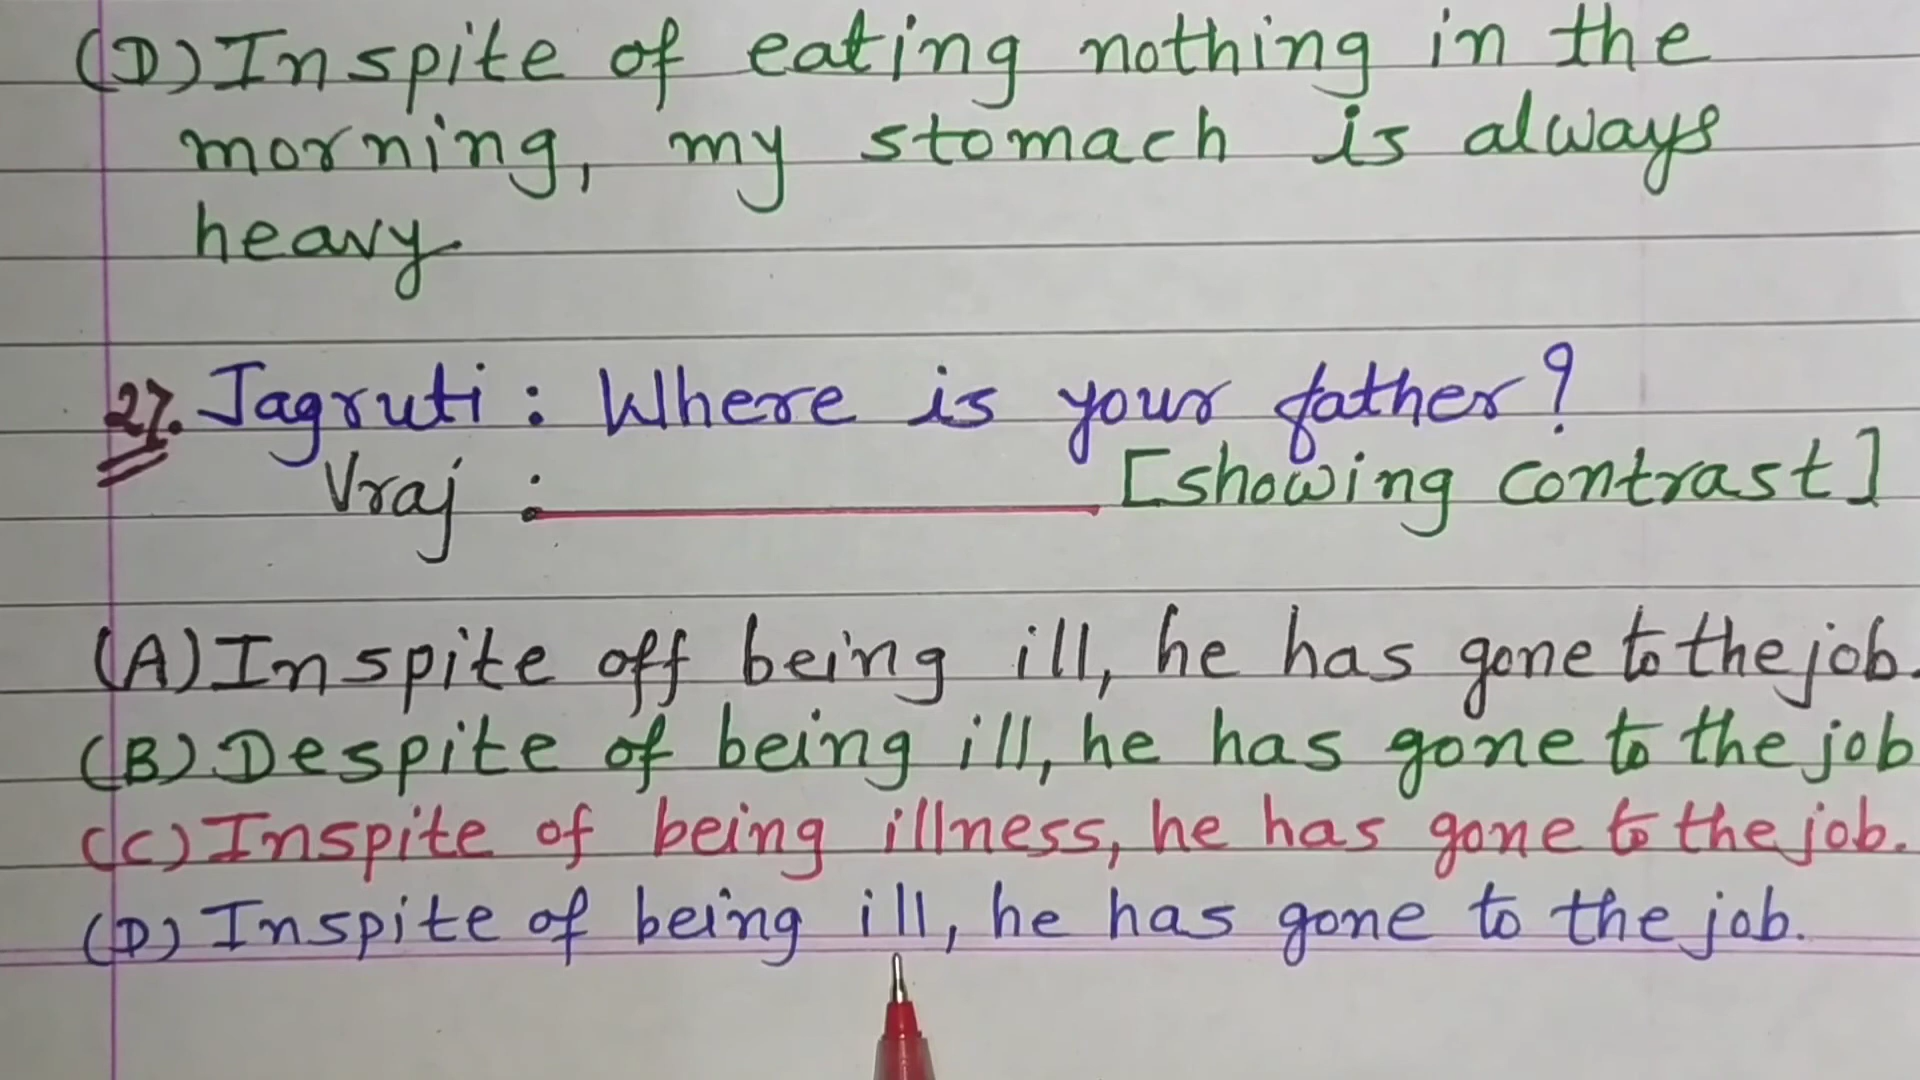 (D) Inspite of eating nothing in the
morning, my stomach is always
heavy
27. Jagruti : Where is your father?
Vraj : [showing contrast]
(A) Inspite off being ill, he has gone to the job.
(B) Despite of being ill, he has gone to the job
(C) Inspite of being illness, he has gone to the job.
(D) Inspite of being ill, he has gone to the job.